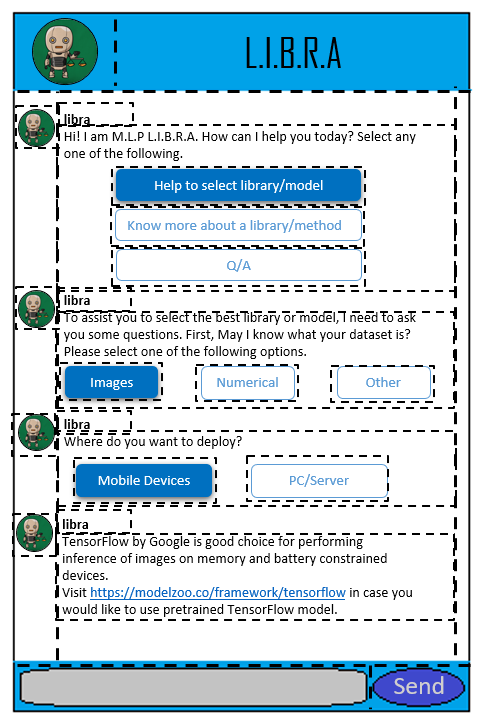 L.I.B.R.A
libra
Hi! I am M.L.P L.I.B.R.A. How can I help you today? Select any
one of the following.
Help to select library/model
Know more about a library/method
Q/A
libra
To assist you to select the best library or model, I need to ask
you some questions. First, May I know what your dataset is?
Please select one of the following options.
Images Numerical Other
libra
Where do you want to deploy?
Mobile Devices PC/Server
libra
TensorFlow by Google is good choice for performing
inference of images on memory and battery constrained
devices.
Visit https://modelzoo.co/framework/tensorflow in case you
would like to use pretrained TensorFlow model.
Send